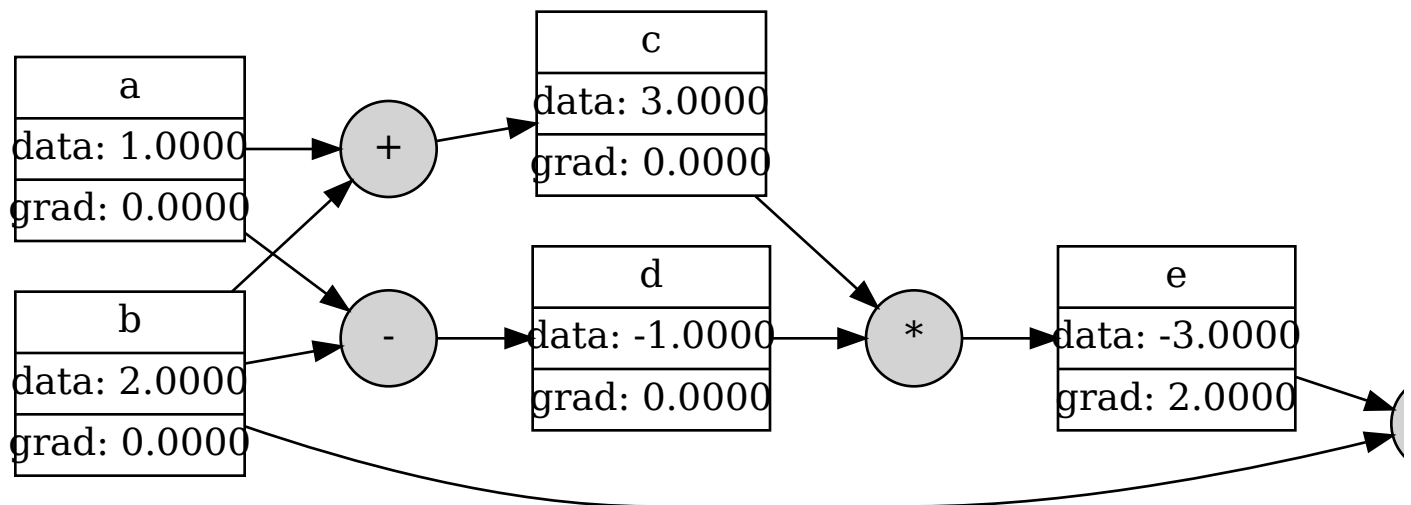 a
data: 1.0000
grad: 0.0000
b
data: 2.0000
grad: 0.0000
+
-
c
data: 3.0000
grad: 0.0000
d
data: -1.0000
grad: 0.0000
*
e
data: -3.0000
grad: 2.0000